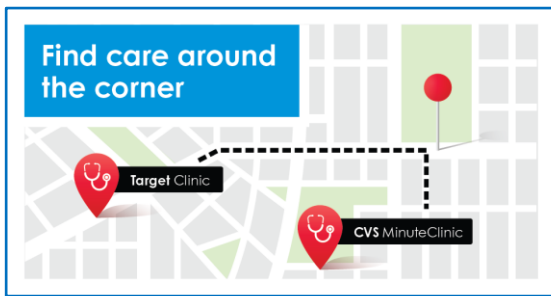 Find care around
the corner
Target Clinic
CVS MinuteClinic